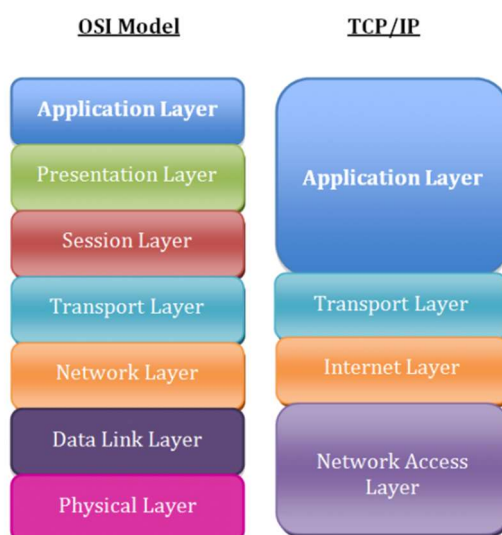 OSI Model
Application Layer
Presentation Layer
Session Layer
Transport Layer
Network Layer
Data Link Layer
Physical Layer
TCP/IP
Application Layer
Transport Layer
Internet Layer
Network Access
Layer